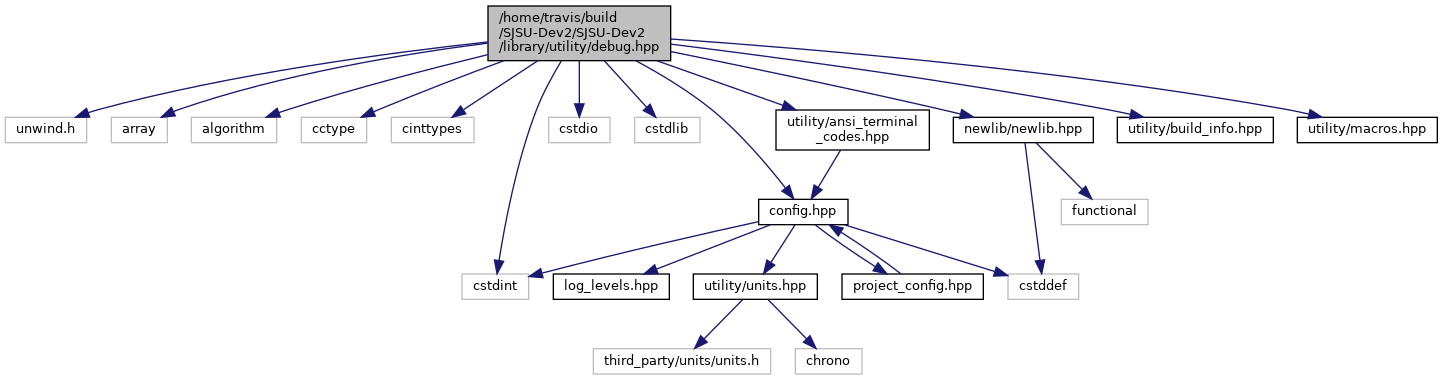 /home/travis/build
/SJSU-Dev2/SJSU-Dev2
/library/utility/debug.hpp
unwind.h
array
algorithm
cctype
cinttypes
cstdio
cstdlib
utility/ansi_terminal
_codes.hpp
newlib/newlib.hpp
utility/build_info.hpp
utility/macros.hpp
config.hpp
functional
cstdint
log_levels.hpp
utility/units.hpp
project_config.hpp
cstddef
third_party/units/units.h
chrono